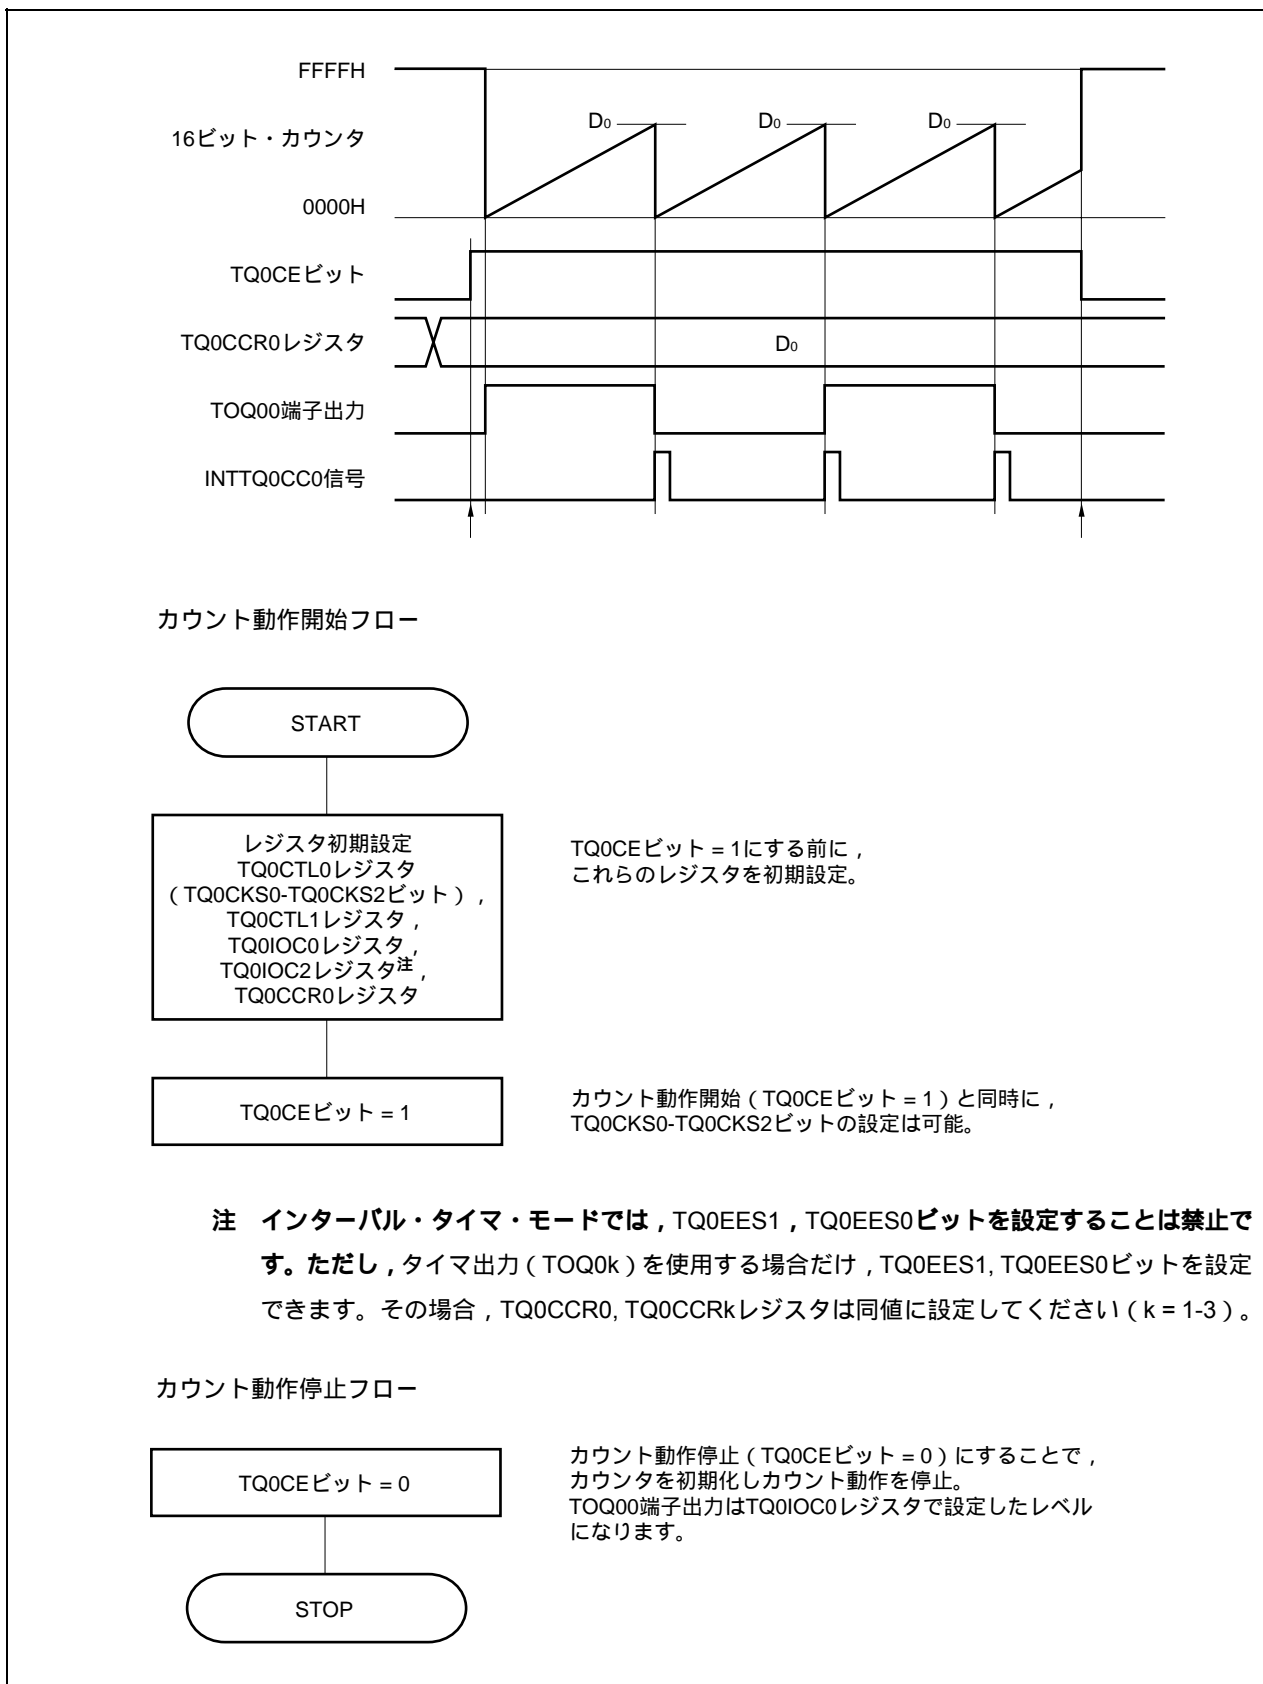 FFFFH
16ビット・カウンタ
0000H
D0
D0
D0
TQ0CEビット
TQ0CCR0レジスタ
D0
TOQ00端子出力
INTTQ0CC0信号
カウント動作開始フロー
START
レジスタ初期設定
TQ0CTL0レジスタ
（TQ0CKS0-TQ0CKS2ビット），
TQ0CTL1レジスタ，
TQ0IOC0レジスタ，
TQ0IOC2レジスタ注，
TQ0CCR0レジスタ
TQ0CEビット = 1にする前に，
これらのレジスタを初期設定。
TQ0CEビット = 1
カウント動作開始（TQ0CEビット = 1）と同時に，
TQ0CKS0-TQ0CKS2ビットの設定は可能。
注　インターバル・タイマ・モードでは，TQ0EES1，TQ0EES0ビットを設定することは禁止で
す。ただし，タイマ出力（TOQ0k）を使用する場合だけ，TQ0EES1, TQ0EES0ビットを設定
できます。その場合，TQ0CCR0, TQ0CCRkレジスタは同値に設定してください（k = 1-3）。
カウント動作停止フロー
TQ0CEビット = 0
カウント動作停止（TQ0CEビット = 0）にすることで，
カウンタを初期化しカウント動作を停止。
TOQ00端子出力はTQ0IOC0レジスタで設定したレベル
になります。
STOP